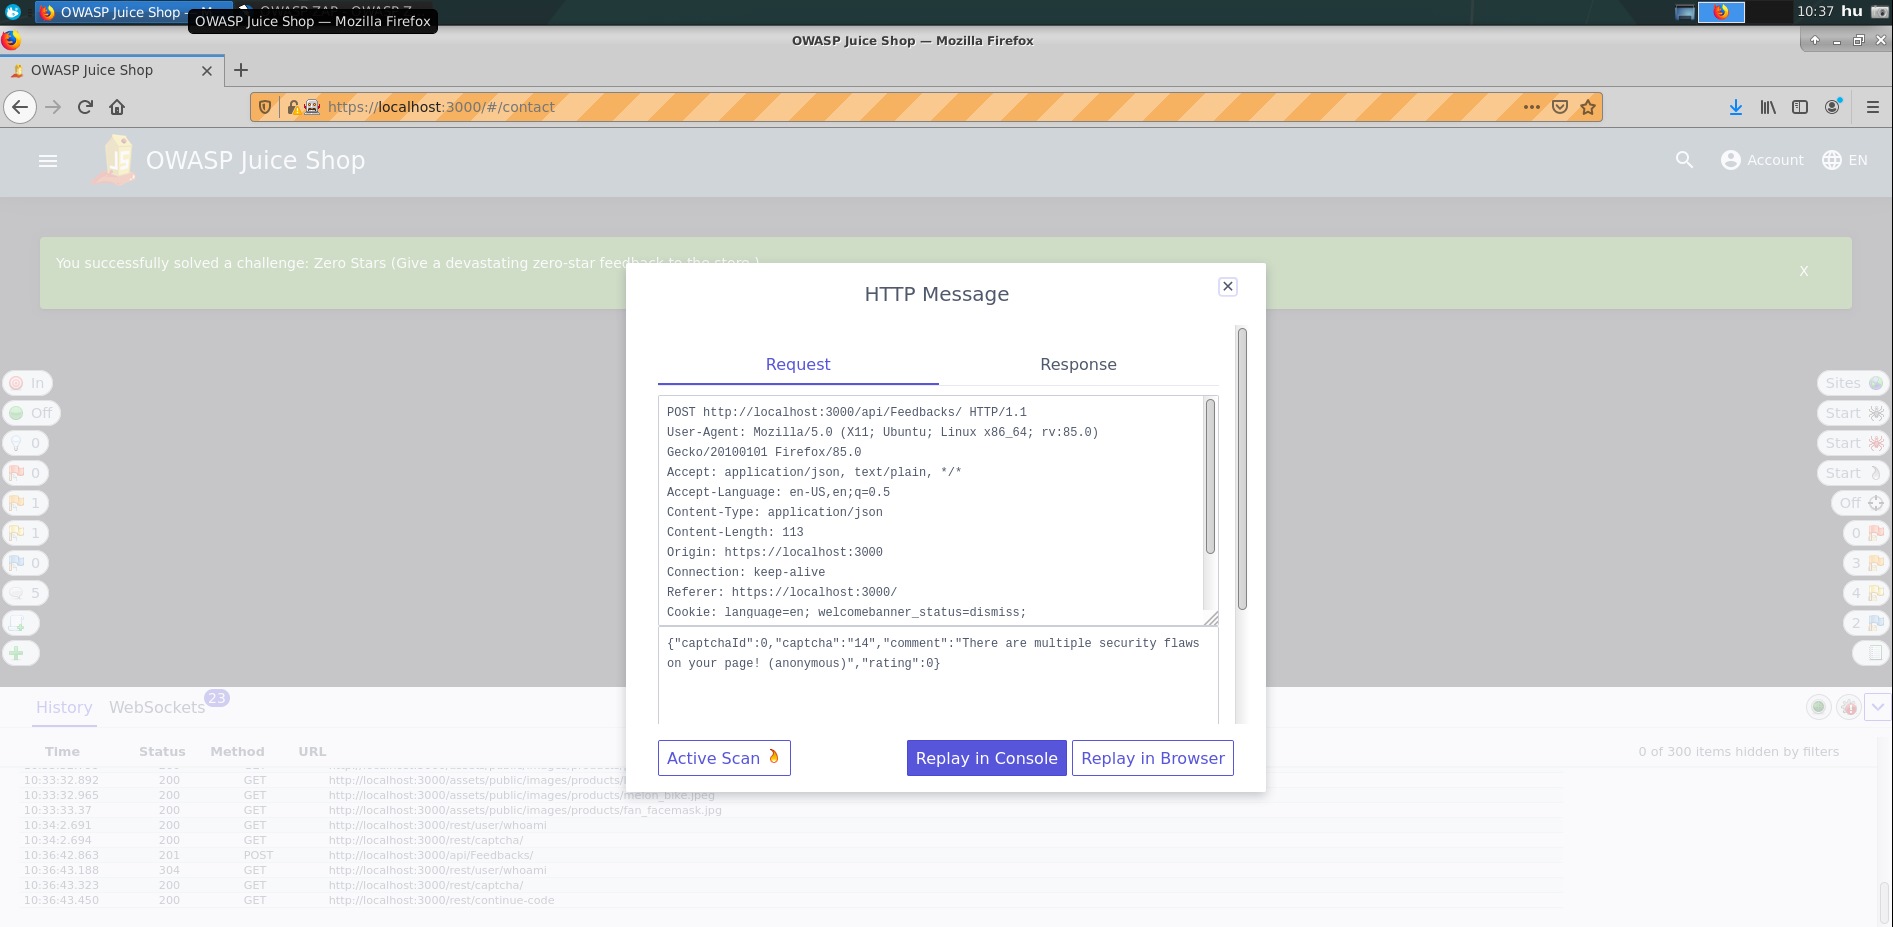 OWASP Juice Shop -
OWASP Juice Shop — Mozilla Firefox
10:37 hu
OWASP Juice Shop — Mozilla Firefox
OWASP Juice Shop
https://localhost:3000/#/contact
OWASP Juice Shop
Account
EN
You successfully solved a challenge: Zero Stars (Give a devastating zero-star feedback to the store.)
X
HTTP Message
Request
Response
POST http://localhost:3000/api/Feedbacks/ HTTP/1.1
User-Agent: Mozilla/5.0 (X11; Ubuntu; Linux x86_64; rv:85.0)
Gecko/20100101 Firefox/85.0
Accept: application/json, text/plain, */*
Accept-Language: en-US,en;q=0.5
Content-Type: application/json
Content-Length: 113
Origin: https://localhost:3000
Connection: keep-alive
Referer: https://localhost:3000/
Cookie: language=en; welcomebanner_status=dismiss;
{"captchaId":0,"captcha":"14","comment":"There are multiple security flaws
on your page! (anonymous)","rating":0}
Active Scan
Replay in Console
Replay in Browser
In
Off
0
0
1
1
0
5
Sites
Start
Start
Start
Off
0
3
4
2
History
WebSockets
23
Time Status Method URL
0 of 300 items hidden by filters
10:33:32.892 200 GET http://localhost:3000/assets/public/images/products/
10:33:32.965 200 GET http://localhost:3000/assets/public/images/products/melon_bike.jpeg
10:33:33.37 200 GET http://localhost:3000/assets/public/images/products/fan_facemask.jpg
10:34:2.691 200 GET http://localhost:3000/rest/user/whoami
10:34:2.694 200 GET http://localhost:3000/rest/captcha/
10:36:42.863 201 POST http://localhost:3000/api/Feedbacks/
10:36:43.188 304 GET http://localhost:3000/rest/user/whoami
10:36:43.323 200 GET http://localhost:3000/rest/captcha/
10:36:43.450 200 GET http://localhost:3000/rest/continue-code